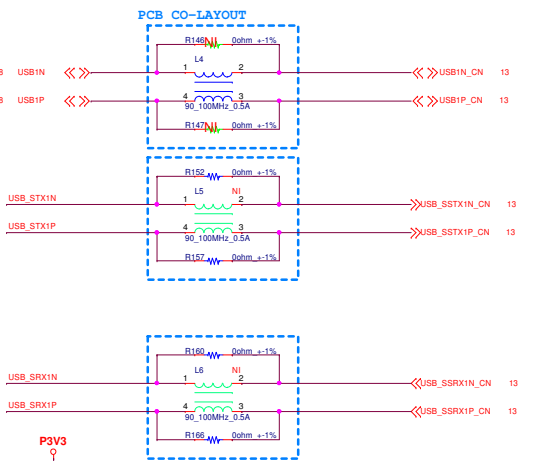 PCB CO-LAYOUT
R146 NI 0ohm +-1%
L4
8 USB1N 1 2 USB1N_CN 13
8 USB1P 4 3 USB1P_CN 13
90_100MHz_0.5A
R147 NI 0ohm +-1%
R152 0ohm +-1%
L5 NI
USB_STX1N 1 2 USB_SSTX1N_CN 13
USB_STX1P 4 3 USB_SSTX1P_CN 13
90_100MHz_0.5A
R157 0ohm +-1%
R160 0ohm +-1%
L6 NI
USB_SRX1N 1 2 USB_SSRX1N_CN 13
USB_SRX1P 4 3 USB_SSRX1P_CN 13
90_100MHz_0.5A
R166 0ohm +-1%
P3V3